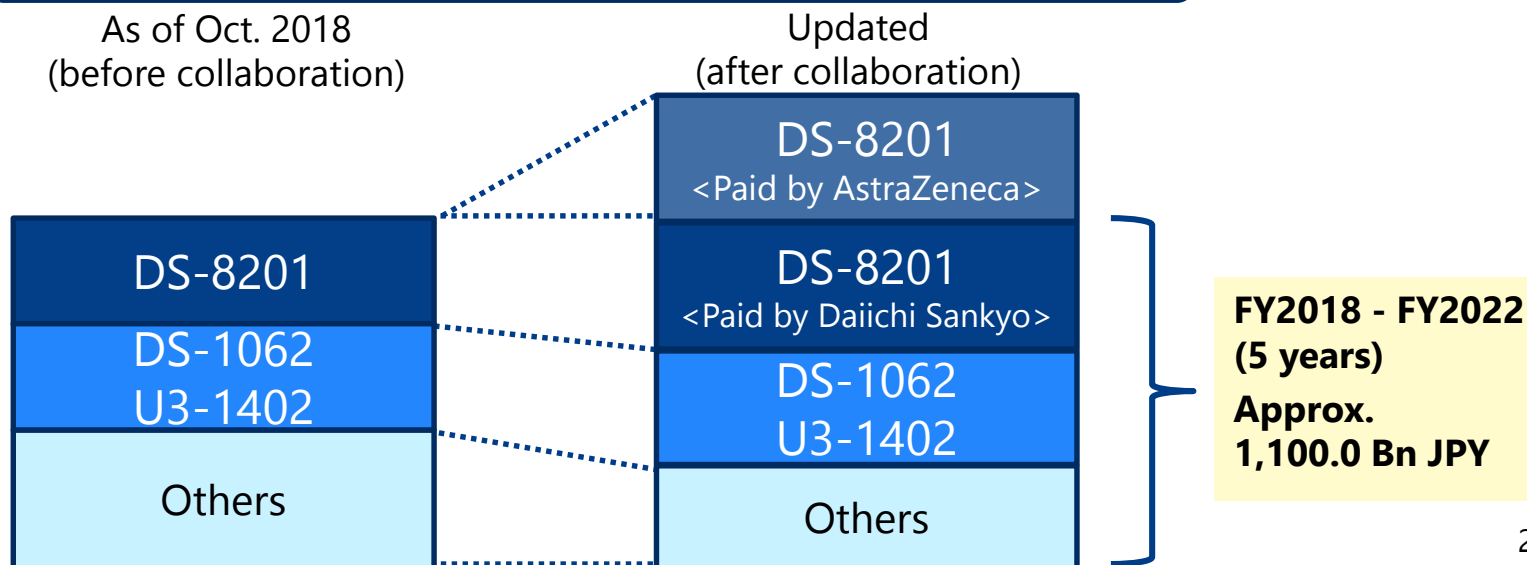 As of Oct. 2018
(before collaboration)
Updated
(after collaboration)
DS-8201
DS-1062
U3-1402
Others
DS-8201
<Paid by AstraZeneca>
DS-8201
<Paid by Daiichi Sankyo>
DS-1062
U3-1402
Others
FY2018 - FY2022
(5 years)
Approx.
1,100.0 Bn JPY